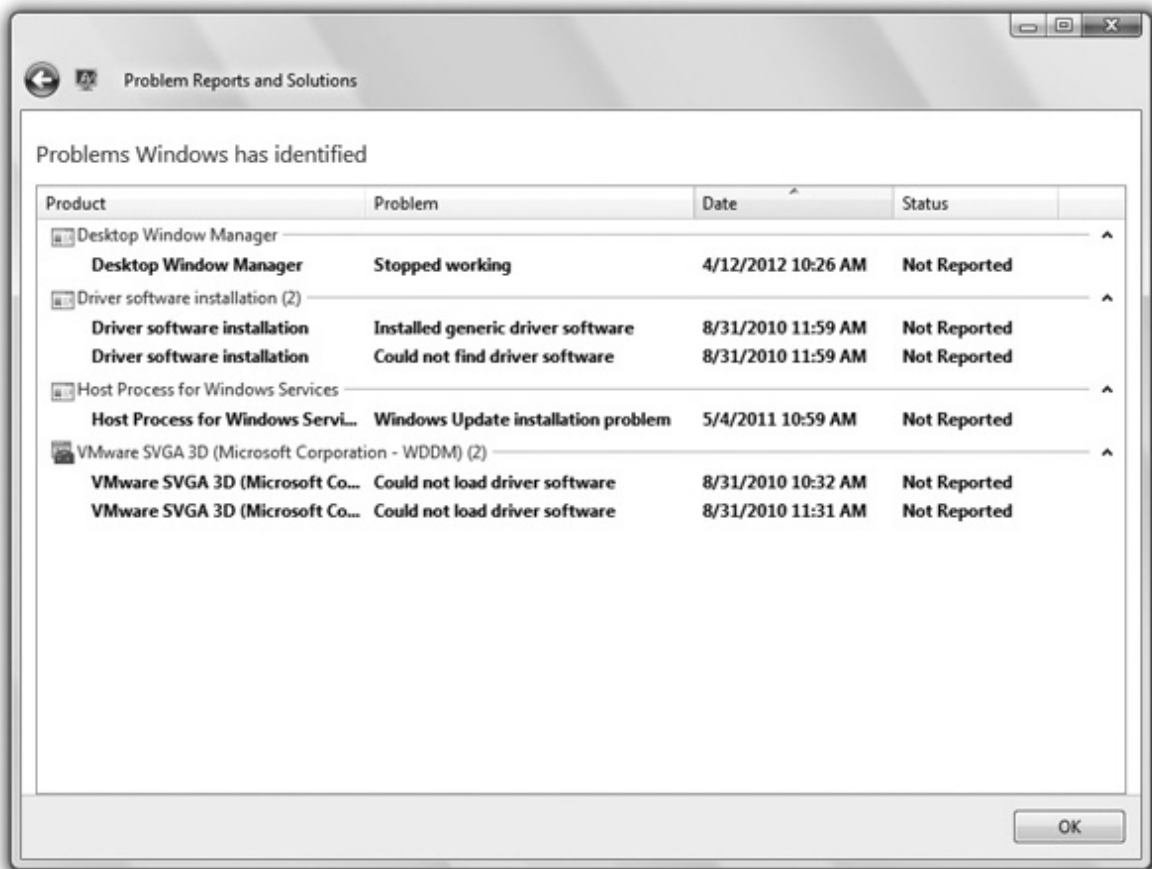 Problem Reports and Solutions
Problems Windows has identified
Product Problem Date Status
Desktop Window Manager
Desktop Window Manager Stopped working 4/12/2012 10:26 AM Not Reported
Driver software installation (2)
Driver software installation Installed generic driver software 8/31/2010 11:59 AM Not Reported
Driver software installation Could not find driver software 8/31/2010 11:59 AM Not Reported
Host Process for Windows Services
Host Process for Windows Servi... Windows Update installation problem 5/4/2011 10:59 AM Not Reported
VMware SVGA 3D (Microsoft Corporation - WDDM) (2)
VMware SVGA 3D (Microsoft Co... Could not load driver software 8/31/2010 10:32 AM Not Reported
VMware SVGA 3D (Microsoft Co... Could not load driver software 8/31/2010 11:31 AM Not Reported
OK